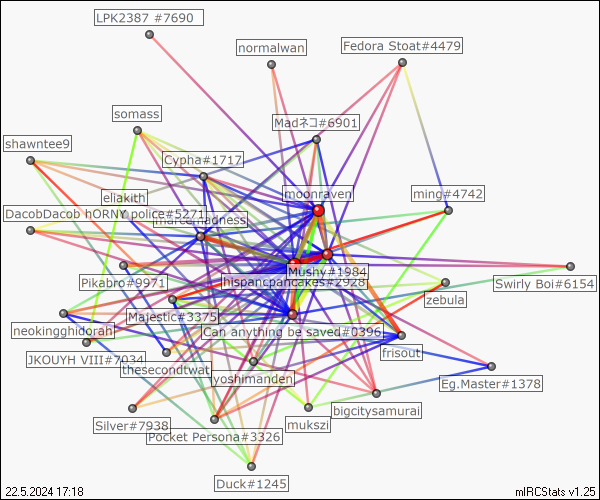 LPK2387 #7690
normalwan
Fedora Stoat#4479
somass
Madネコ#6901
shawntee9
Cypha#1717
moonraven
ming#4742
eliakith
DacobDacob hORNY police#5271
Mushy#1984
hispancpancakes#2928
Pikabro#9971
Swirly Boi#6154
zebula
Majestic#3375
neokingghidorah
Can anything be saved#0396
frisout
JKOUYH VIII#7034
thesecondtwat
yoshimanden
Eg.Master#1378
bigcitysamurai
Silver#7938
mukszi
Pocket Persona#3326
Duck#1245
22.5.2024 17:18
mIRCStats v1.25